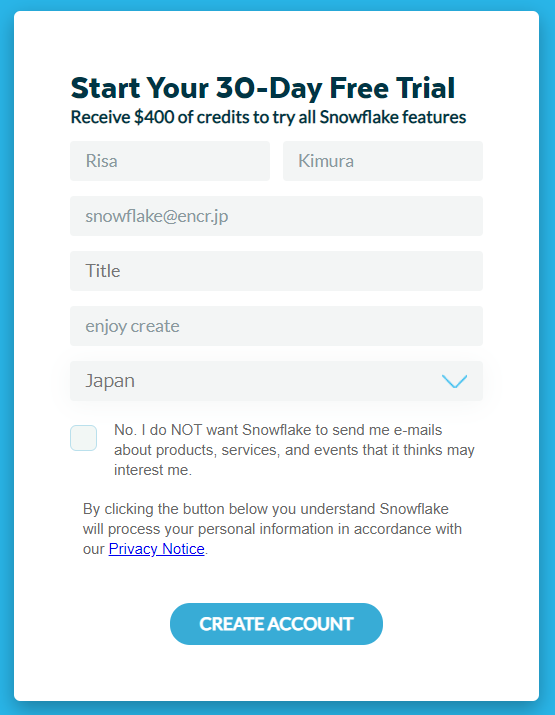 Start Your 30-Day Free Trial
Receive $400 of credits to try all Snowflake features
Risa Kimura
snowflake@encr.jp
Title
enjoy create
Japan
No. I do NOT want Snowflake to send me e-mails
about products, services, and events that it thinks may
interest me.
By clicking the button below you understand Snowflake
will process your personal information in accordance with
our Privacy Notice.
CREATE ACCOUNT